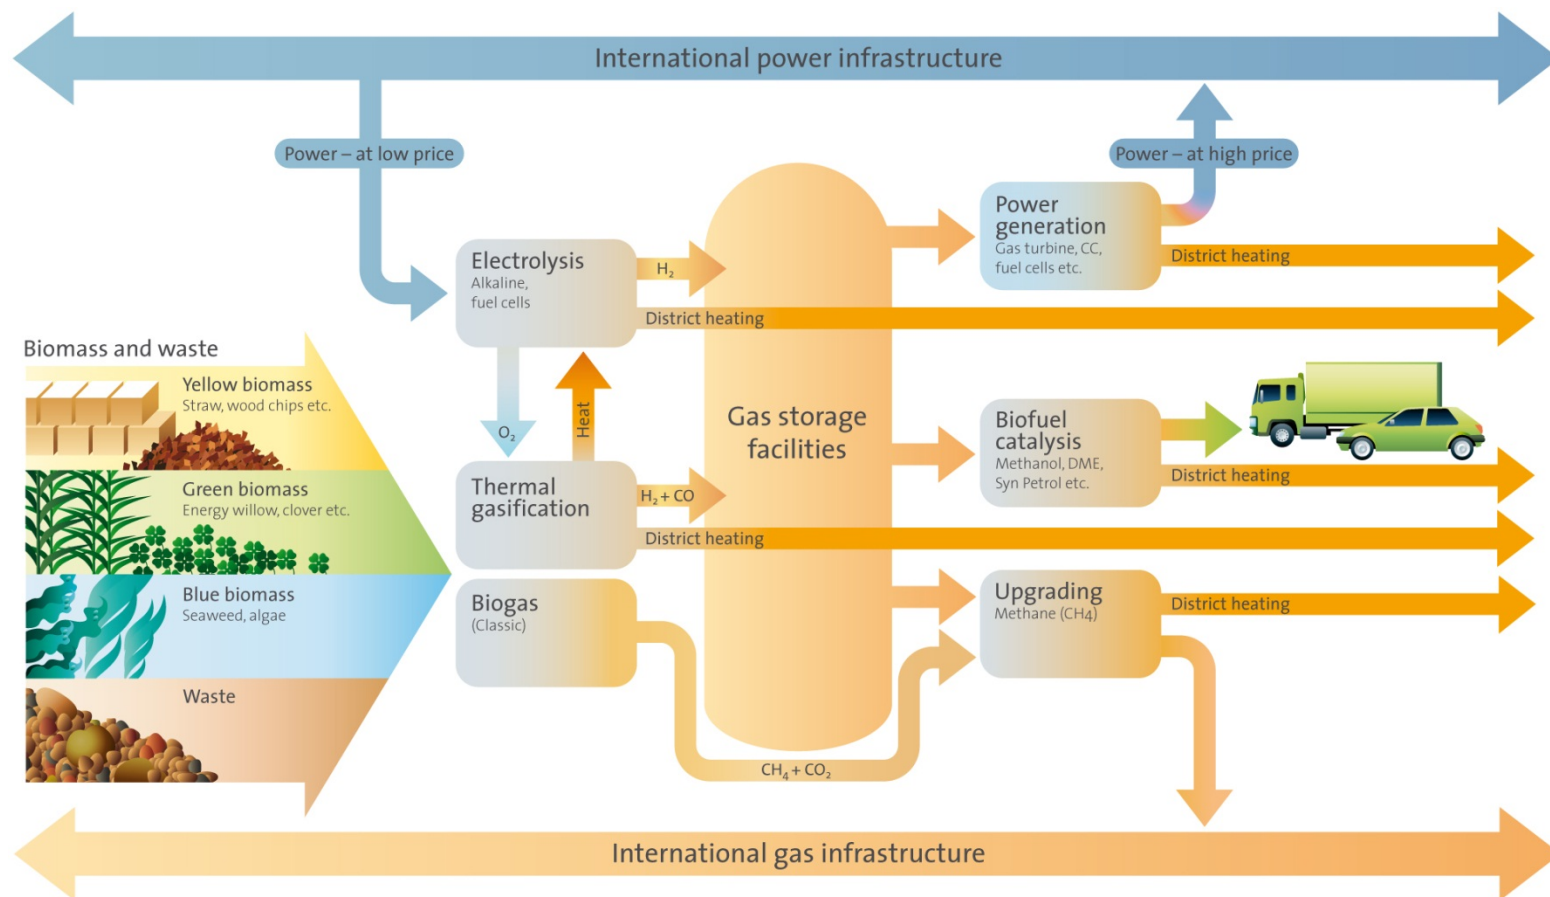 International power infrastructure
Power – at low price
Power – at high price
Electrolysis
Alkaline,
fuel cells
H₂
District heating
Power
generation
Gas turbine, CC,
fuel cells etc.
District heating
Biomass and waste
Yellow biomass
Straw, wood chips etc.
Green biomass
Energy willow, clover etc.
Blue biomass
Seaweed, algae
Waste
O₂
Heat
Thermal
gasification
H₂ + CO
District heating
Gas storage
facilities
Biofuel
catalysis
Methanol, DME,
Syn Petrol etc.
District heating
Biogas
(Classic)
CH₄ + CO₂
Upgrading
Methane (CH4)
District heating
International gas infrastructure